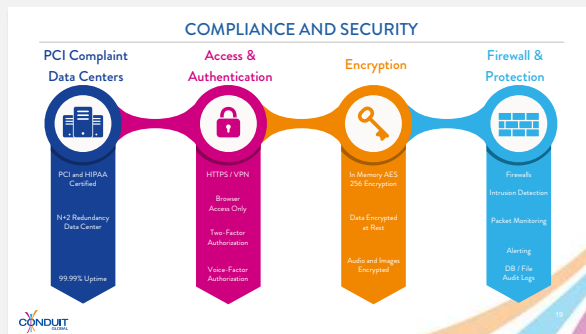 COMPLIANCE AND SECURITY
PCI Complaint
Data Centers
PCI and HIPAA
Certified
N+2 Redundancy
Data Center
99.99% Uptime
Access &
Authentication
HTTPS / VPN
Browser
Access Only
Two-Factor
Authorization
Voice-Factor
Authorization
Encryption
In Memory AES
256 Encryption
Data Encrypted
at Rest
Audio and Images
Encrypted
Firewall &
Protection
Firewalls
Intrusion Detection
Packet Monitoring
Alerting
DB / File
Audit Logs
CONDUIT
GLOBAL
19